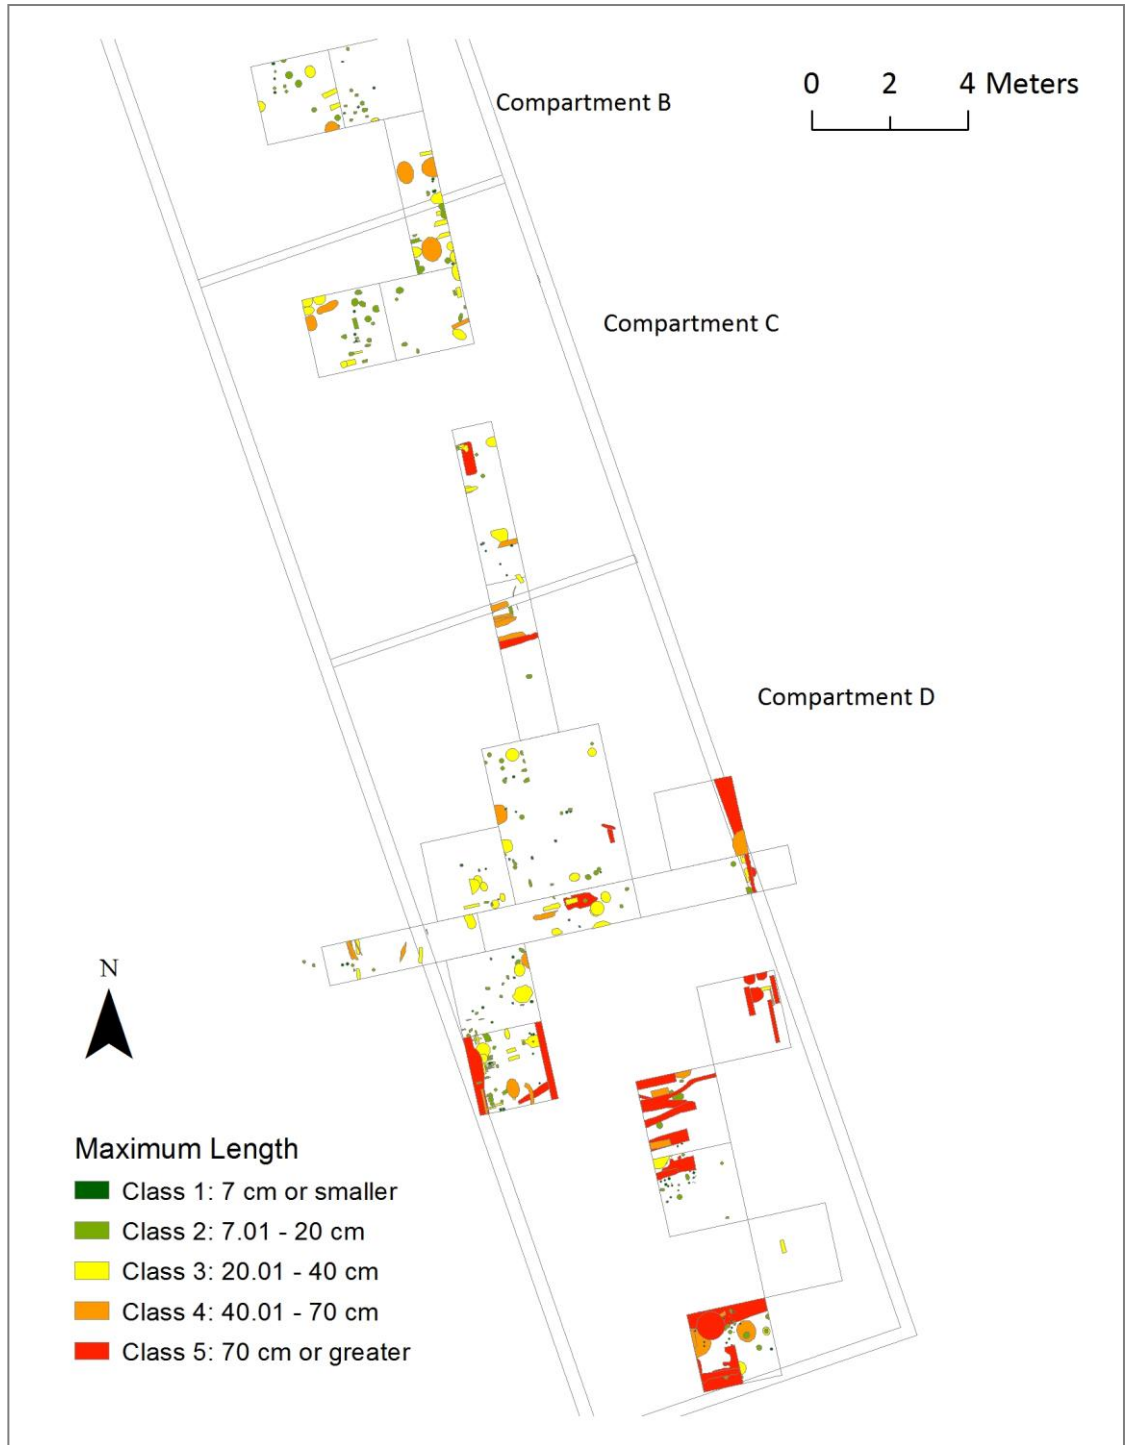 Compartment B
0 2 4 Meters
Compartment C
Compartment D
N
Maximum Length
Class 1: 7 cm or smaller
Class 2: 7.01 - 20 cm
Class 3: 20.01 - 40 cm
Class 4: 40.01 - 70 cm
Class 5: 70 cm or greater